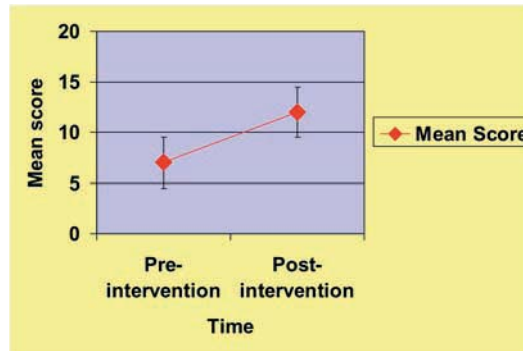 20
15
10
5
0
Mean score
Pre-
intervention
Post-
intervention
Time
Mean Score